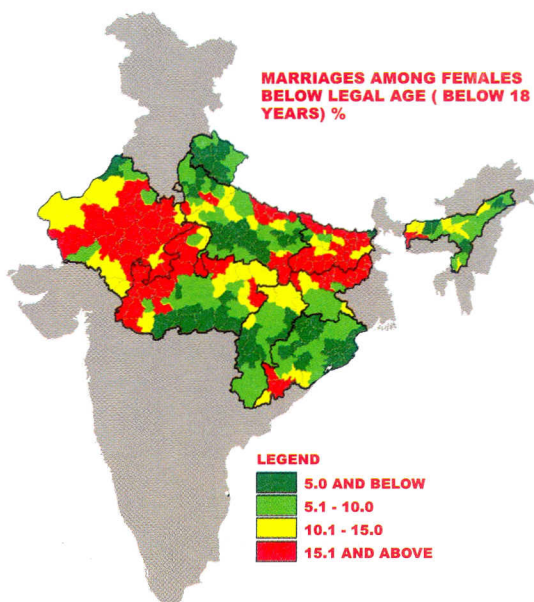 MARRIAGES AMONG FEMALES
BELOW LEGAL AGE ( BELOW 18
YEARS) %
LEGEND
5.0 AND BELOW
5.1 - 10.0
10.1 - 15.0
15.1 AND ABOVE